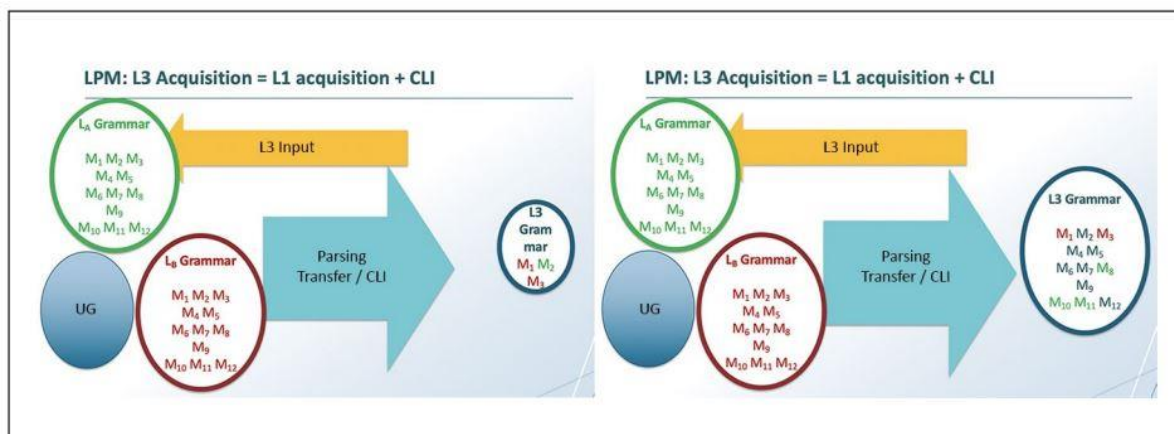 LPM: L3 Acquisition = L1 acquisition + CLI
L_A Grammar
M₁ M₂ M₃
M₄ M₅
M₆ M₇ M₈
M₉
M₁₀ M₁₁ M₁₂
L3 Input
UG
L_B Grammar
M₁ M₂ M₃
M₄ M₅
M₆ M₇ M₈
M₉
M₁₀ M₁₁ M₁₂
Parsing
Transfer / CLI
L3
Gram
mar
M₁ M₂
M₃
LPM: L3 Acquisition = L1 acquisition + CLI
L_A Grammar
M₁ M₂ M₃
M₄ M₅
M₆ M₇ M₈
M₉
M₁₀ M₁₁ M₁₂
L3 Input
UG
L_B Grammar
M₁ M₂ M₃
M₄ M₅
M₆ M₇ M₈
M₉
M₁₀ M₁₁ M₁₂
Parsing
Transfer / CLI
L3 Grammar
M₁ M₂ M₃
M₄ M₅
M₆ M₇ M₈
M₉
M₁₀ M₁₁ M₁₂